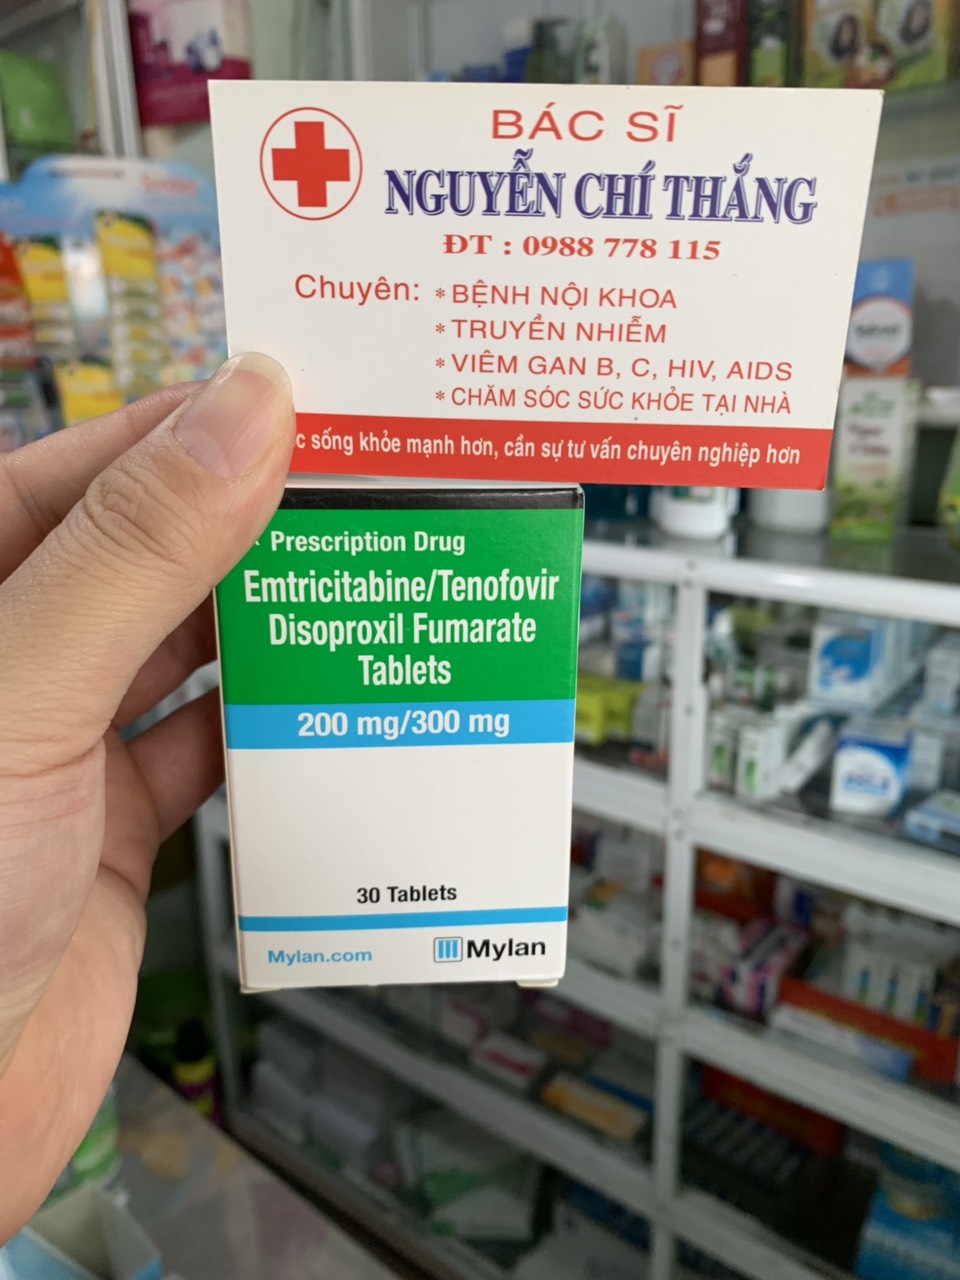 BÁC SĨ
NGUYỄN CHÍ THẮNG
ĐT : 0988 778 115
Chuyên: * BỆNH NỘI KHOA
* TRUYỀN NHIỄM
* VIÊM GAN B, C, HIV, AIDS
* CHĂM SÓC SỨC KHỎE TẠI NHÀ
sống khỏe mạnh hơn, cần sự tư vấn chuyên nghiệp hơn
Prescription Drug
Emtricitabine/Tenofovir
Disoproxil Fumarate
Tablets
200 mg/300 mg
30 Tablets
Mylan.com
Mylan